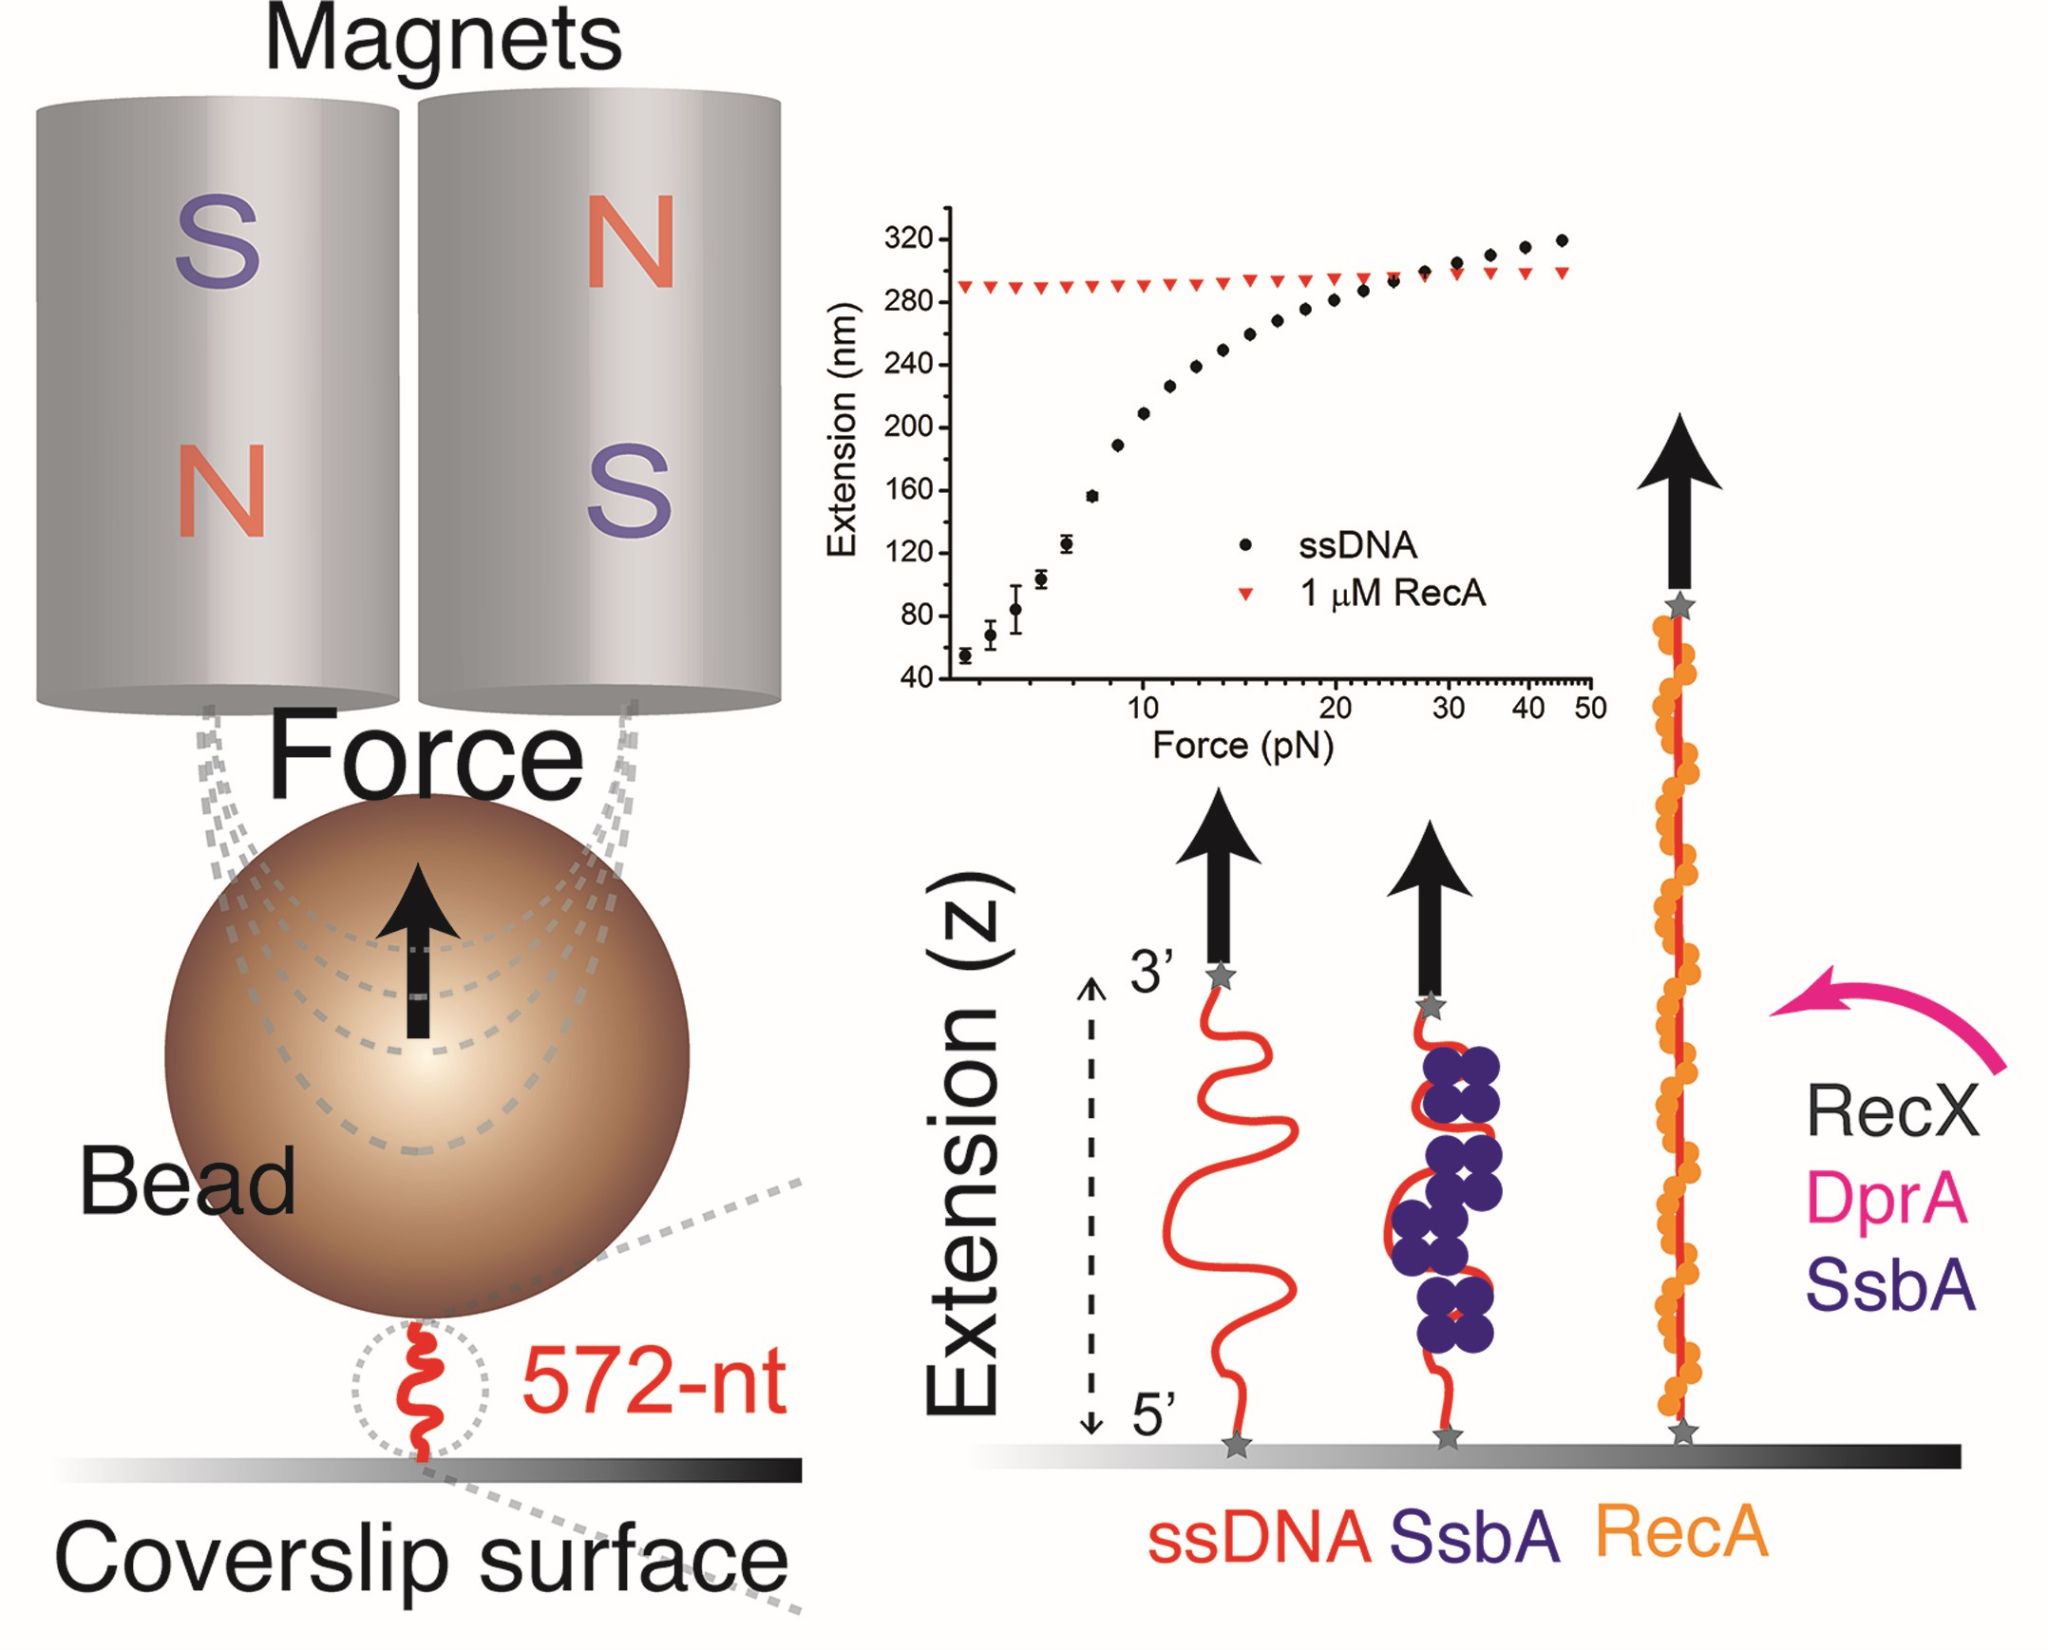 Magnets
S
N
N
S
Force
Bead
572-nt
Coverslip surface
Extension (nm)
320
280
240
200
160
120
80
40
ssDNA
1 μM RecA
10
20
30
40
50
Force (pN)
Extension (z)
3’
5’
RecX
DprA
SsbA
ssDNA
SsbA
RecA